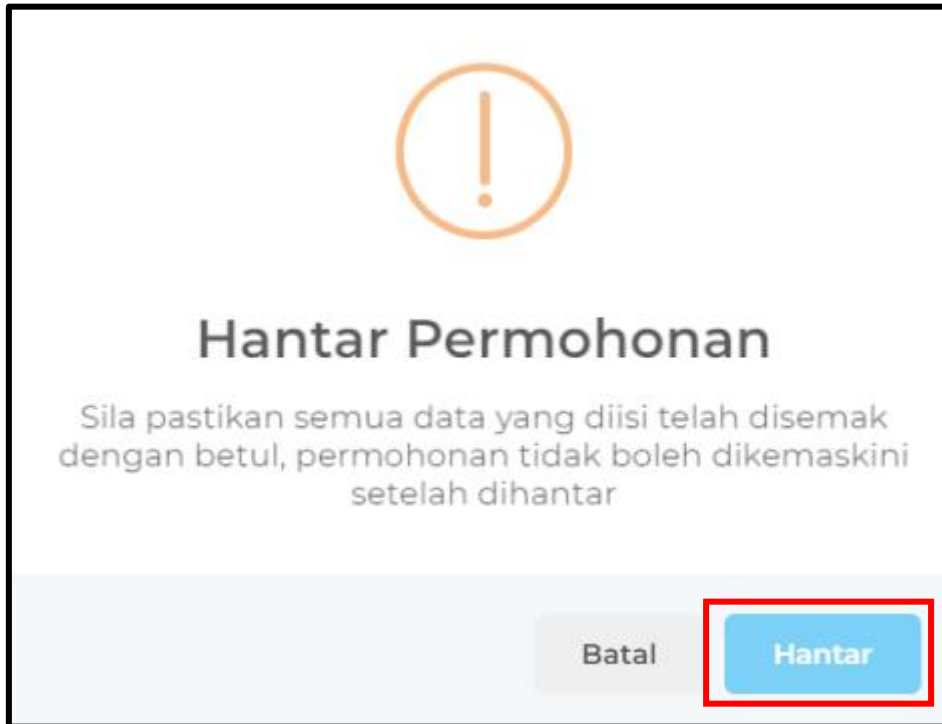 Hantar Permohonan
Sila pastikan semua data yang diisi telah disemak
dengan betul, permohonan tidak boleh dikemaskini
setelah dihantar
Batal
Hantar